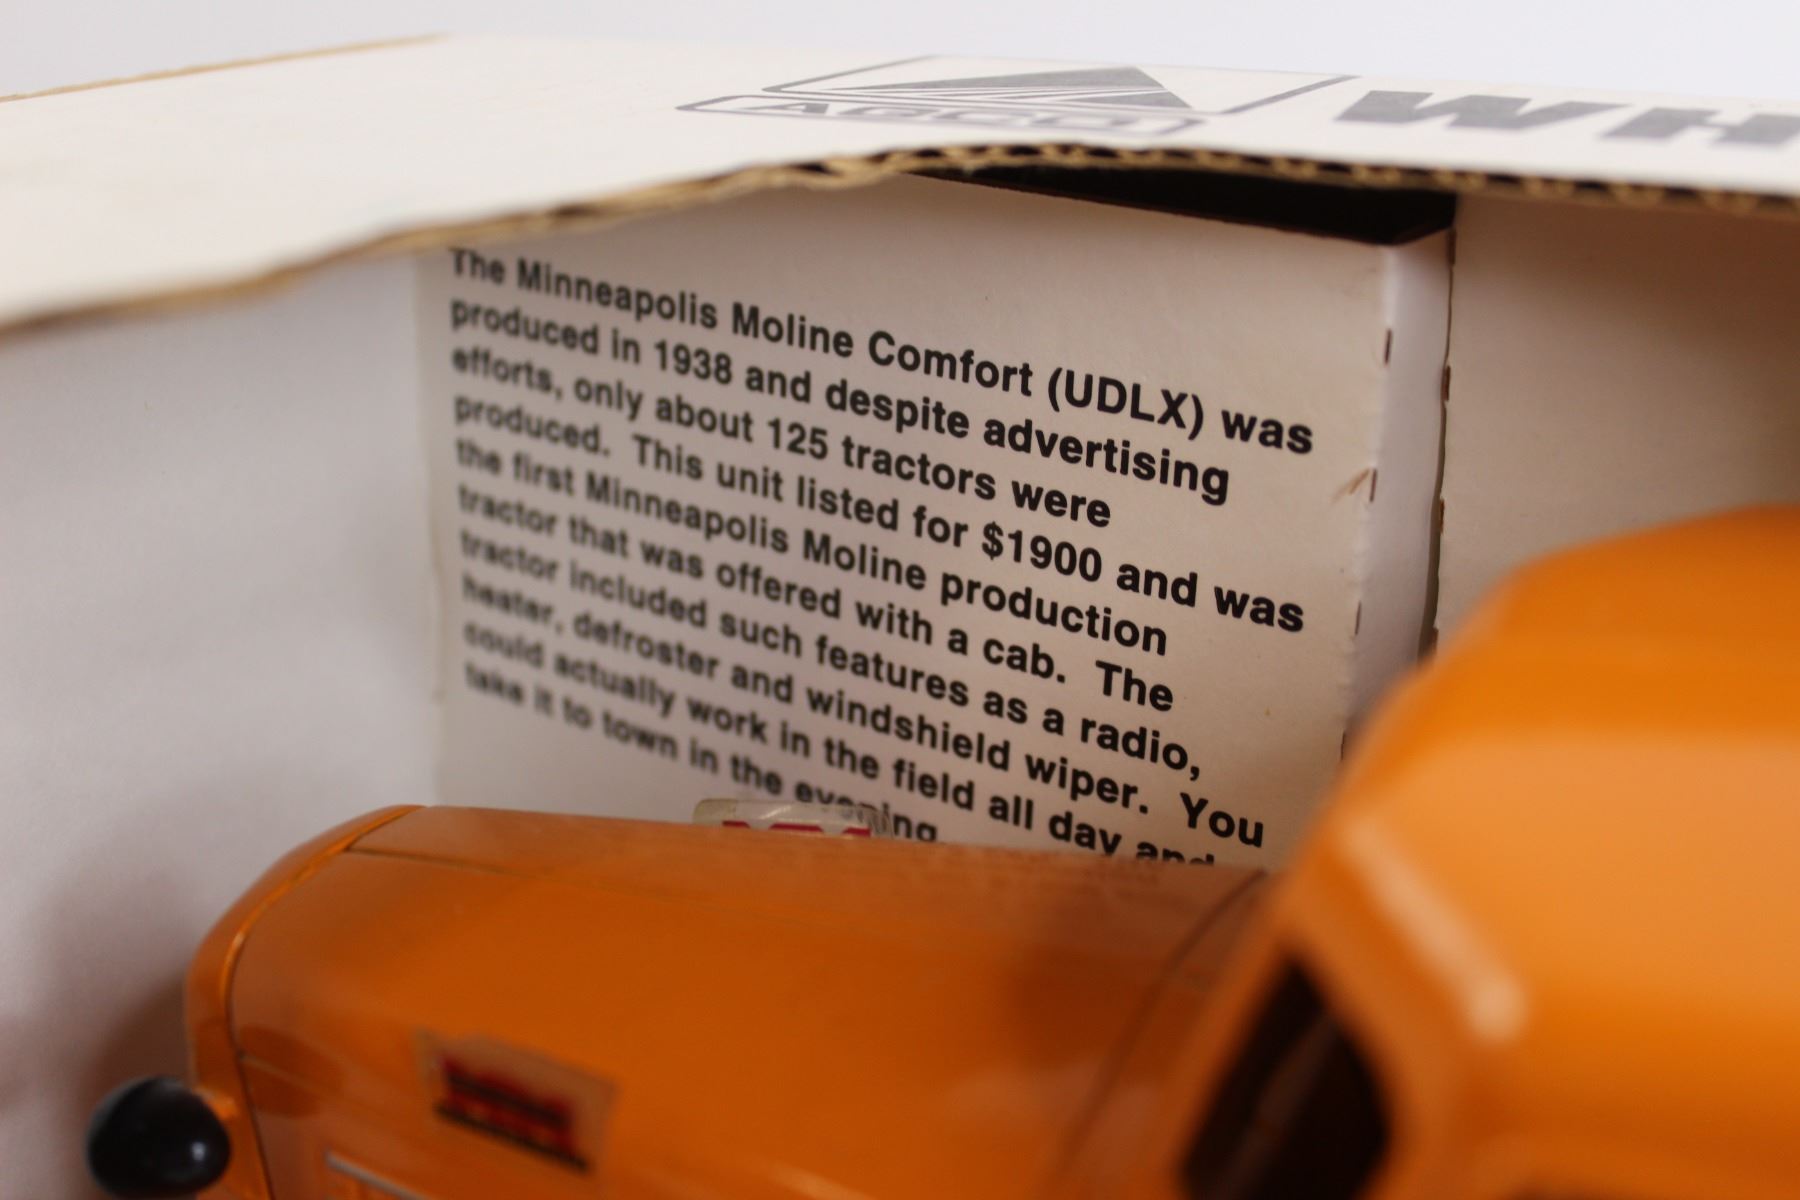 AGCO
WH
The Minneapolis Moline Comfort (UDLX) was
produced in 1938 and despite advertising
efforts, only about 125 tractors were
produced. This unit listed for $1900 and was
the first Minneapolis Moline production
tractor that was offered with a cab. The
tractor included such features as a radio,
heater, defroster and windshield wiper. You
could actually work in the field all day and
take it to town in the evening.